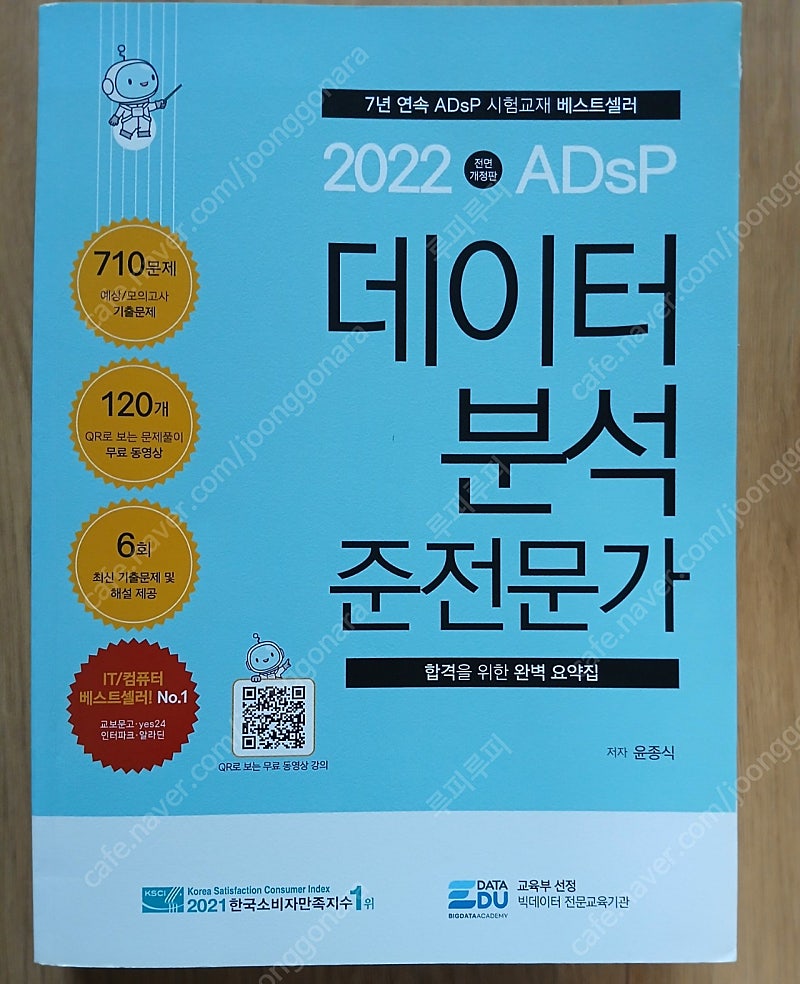 7년 연속 ADsP 시험교재 베스트셀러
2022 전면 개정판 ADsP
데이터
분석
준전문가
합격을 위한 완벽 요약집
710문제
예상/모의고사
기출문제
120개
QR로 보는 문제풀이
무료 동영상
6회
최신 기출문제 및
해설 제공
IT/컴퓨터
베스트셀러! No.1
교보문고·yes24
인터파크·알라딘
QR로 보는 무료 동영상 강의
저자 윤종식
KSCI Korea Satisfaction Consumer Index
2021 한국소비자만족지수 1위
DATA EDU
BIGDATAACADEMY
교육부 선정
빅데이터 전문교육기관
cafe.naver.com/joonggonara
루피루피